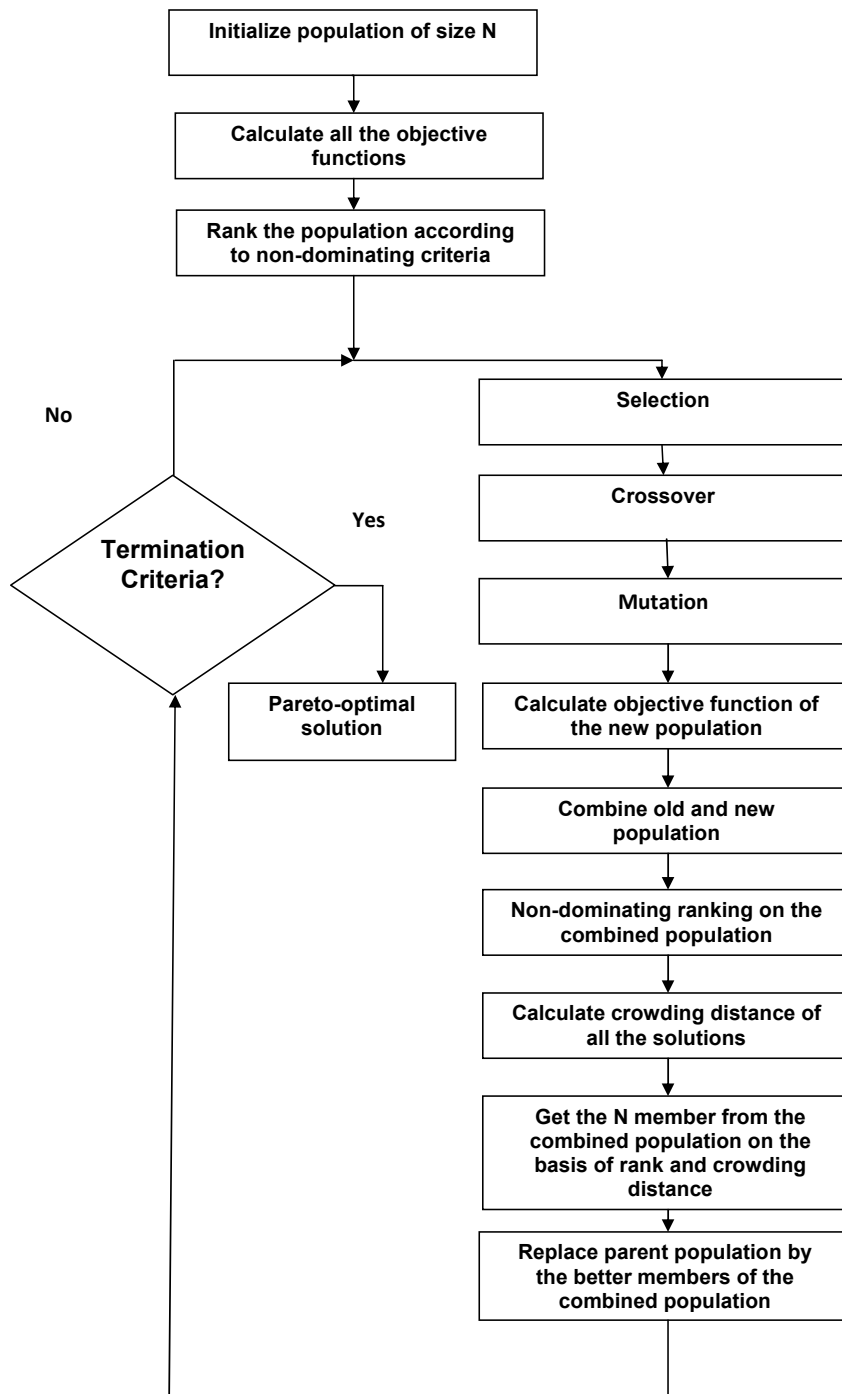 Initialize population of size N
Calculate all the objective
functions
Rank the population according
to non-dominating criteria
No
Yes
Termination
Criteria?
Pareto-optimal
solution
Selection
Crossover
Mutation
Calculate objective function of
the new population
Combine old and new
population
Non-dominating ranking on the
combined population
Calculate crowding distance of
all the solutions
Get the N member from the
combined population on the
basis of rank and crowding
distance
Replace parent population by
the better members of the
combined population